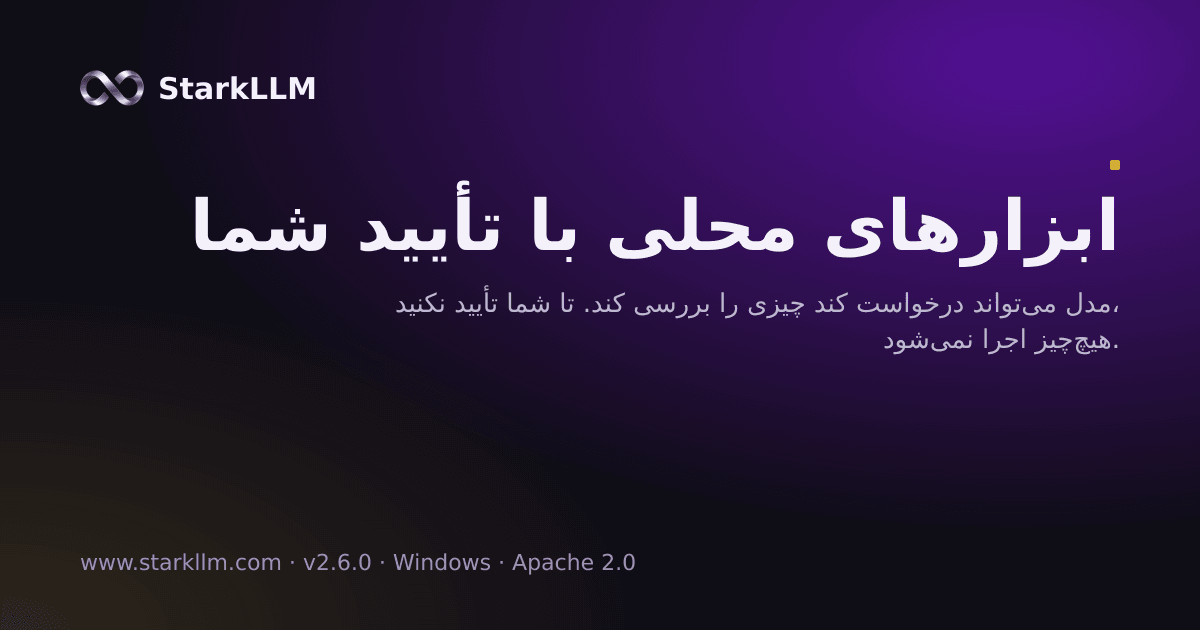 StarkLLM
ابزارهای محلی با تأیید شما
مدل می‌تواند درخواست کند چیزی را بررسی کند. تا شما تأیید نکنید،
هیچ‌چیز اجرا نمی‌شود.
www.starkllm.com · v2.6.0 · Windows · Apache 2.0